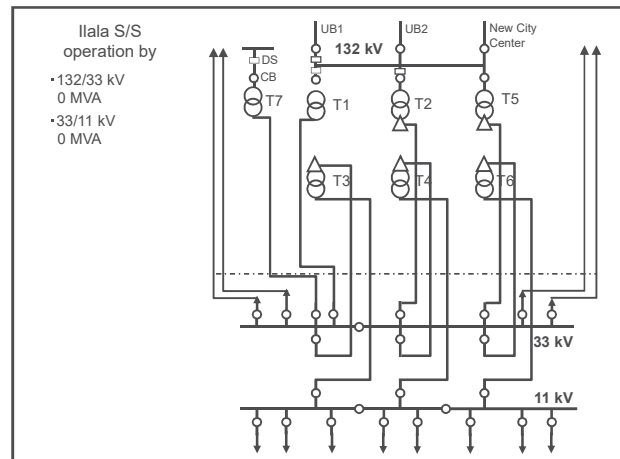 Ilala S/S
operation by
▪132/33 kV
0 MVA
▪33/11 kV
0 MVA
UB1
UB2
New City
Center
132 kV
DS
CB
T7
T1
T2
T5
T3
T4
T6
33 kV
11 kV